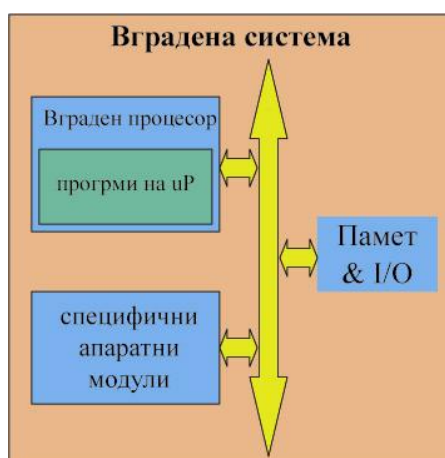 Вградена система
Вграден процесор
прогрми на uP
Памет
& I/O
специфични
апаратни
модули